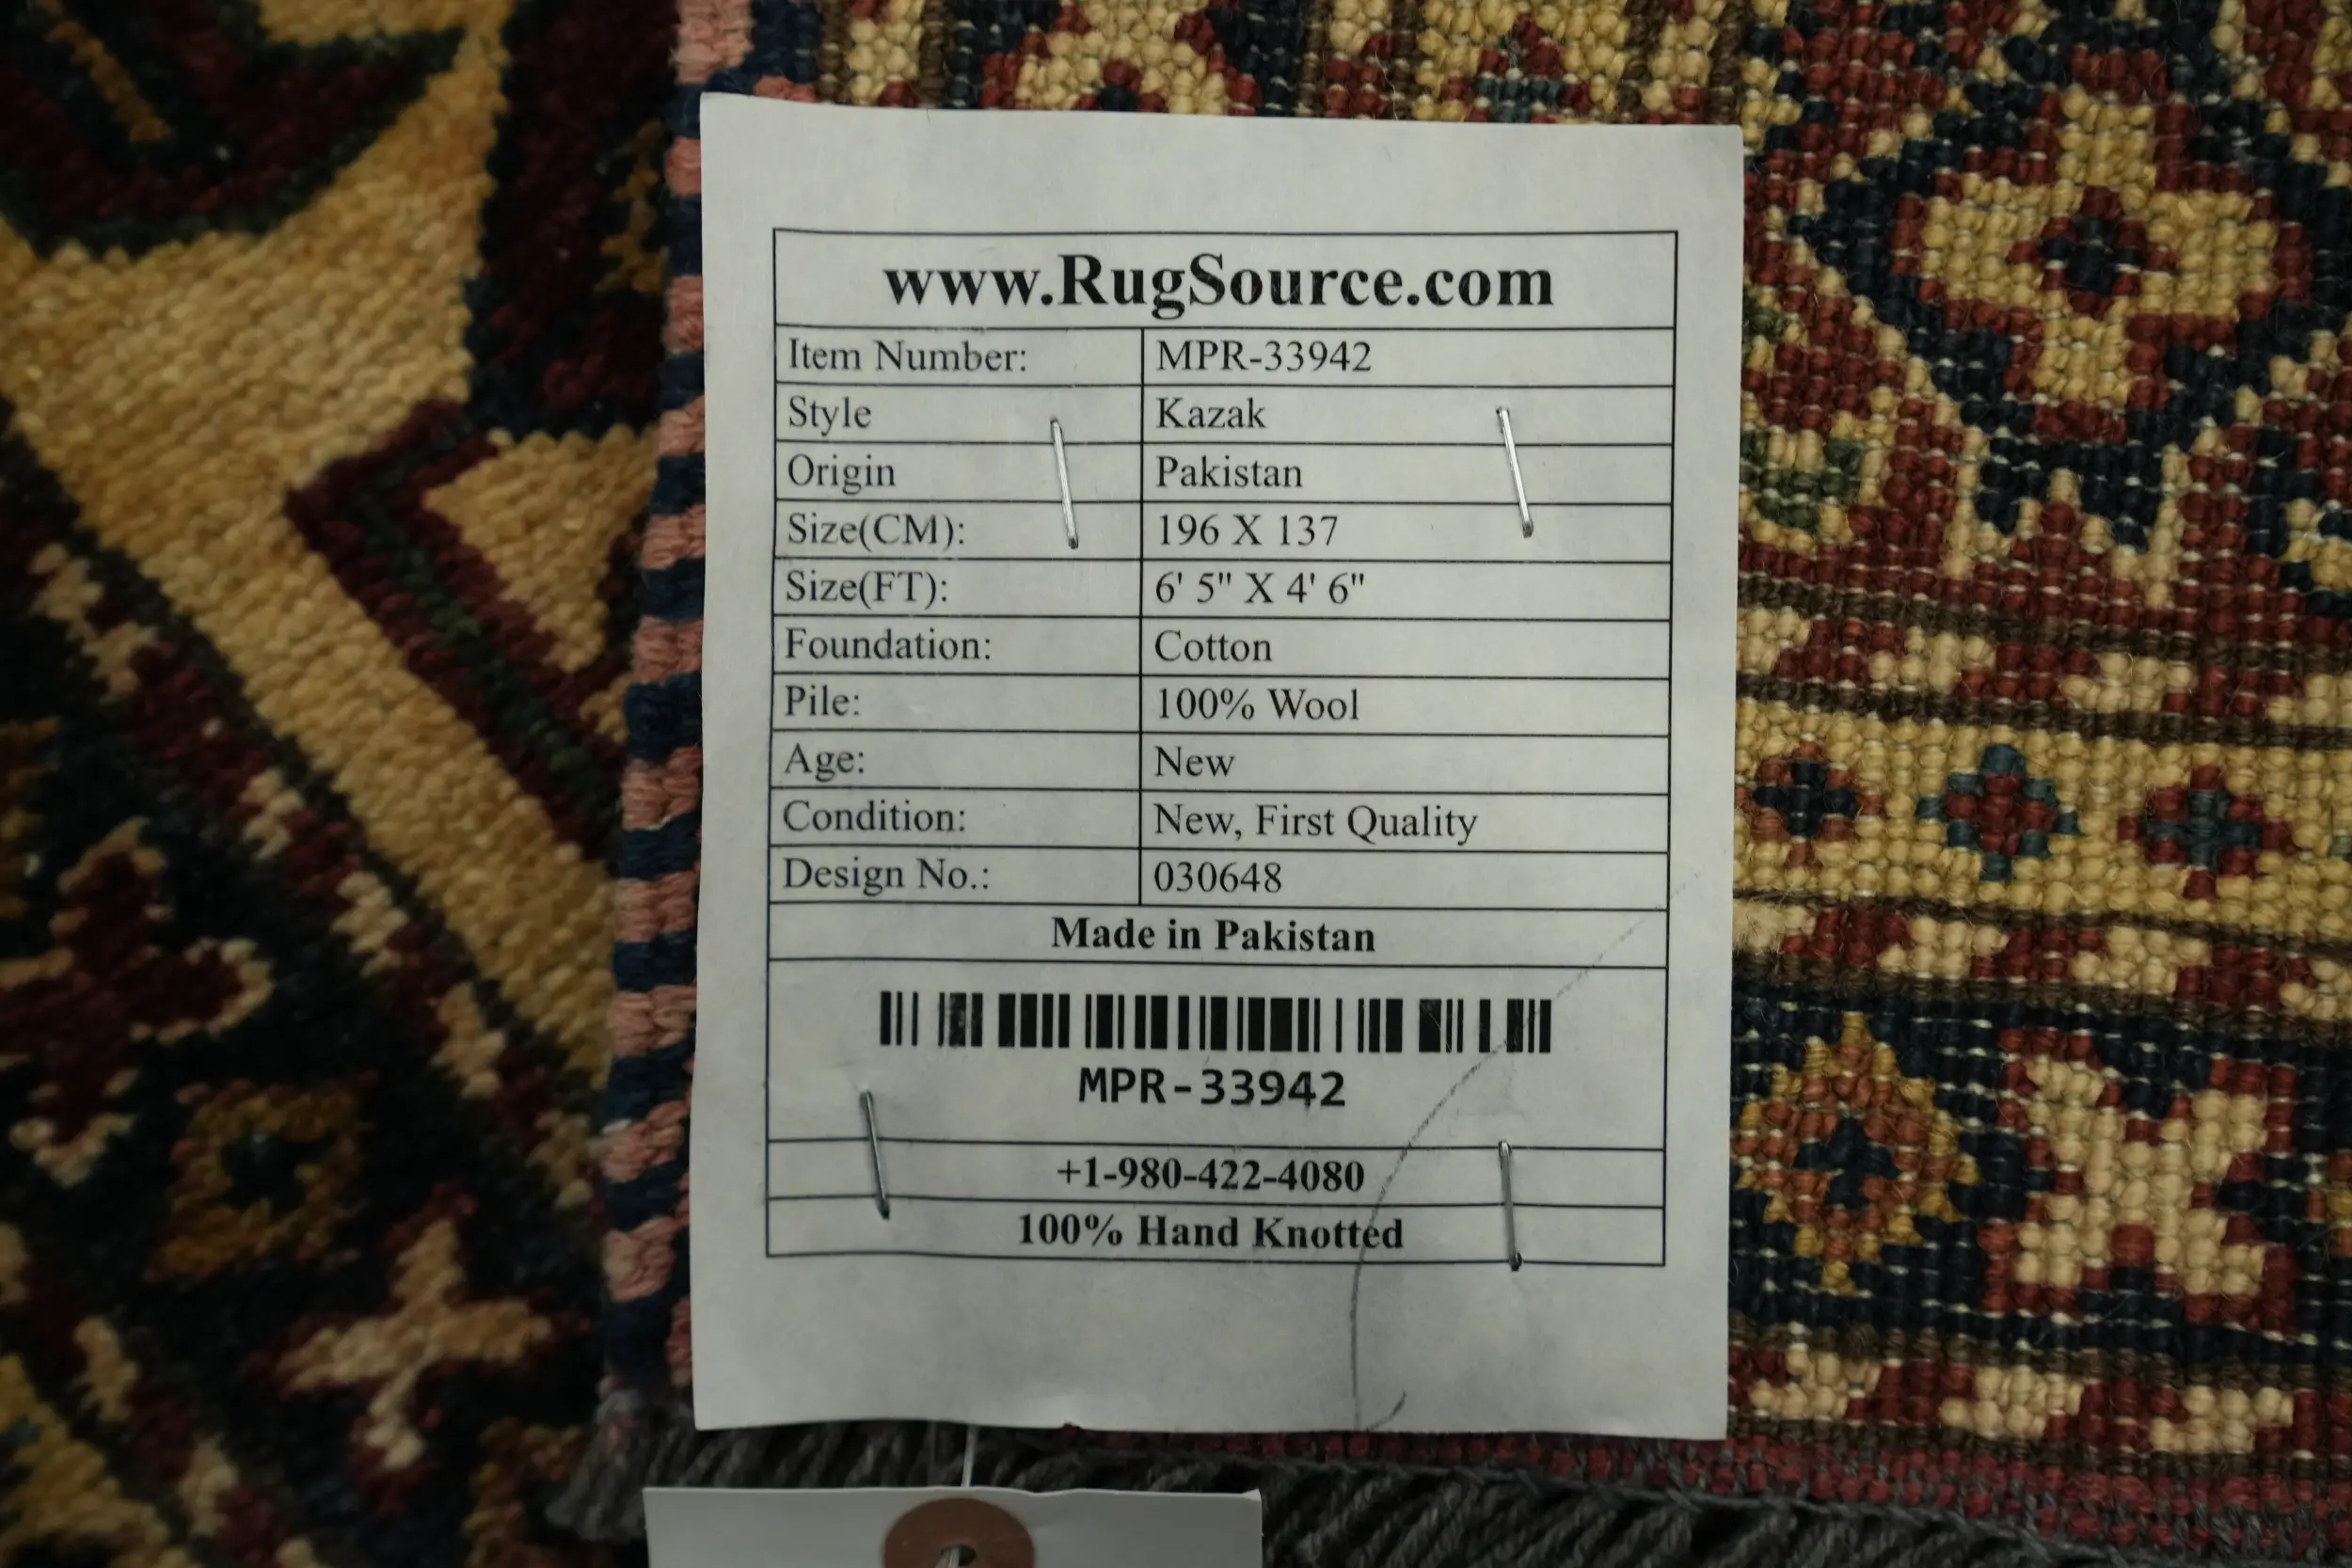 www.RugSource.com
Item Number: MPR-33942
Style Kazak
Origin Pakistan
Size(CM): 196 X 137
Size(FT): 6' 5" X 4' 6"
Foundation: Cotton
Pile: 100% Wool
Age: New
Condition: New, First Quality
Design No.: 030648
Made in Pakistan
MPR-33942
+1-980-422-4080
100% Hand Knotted